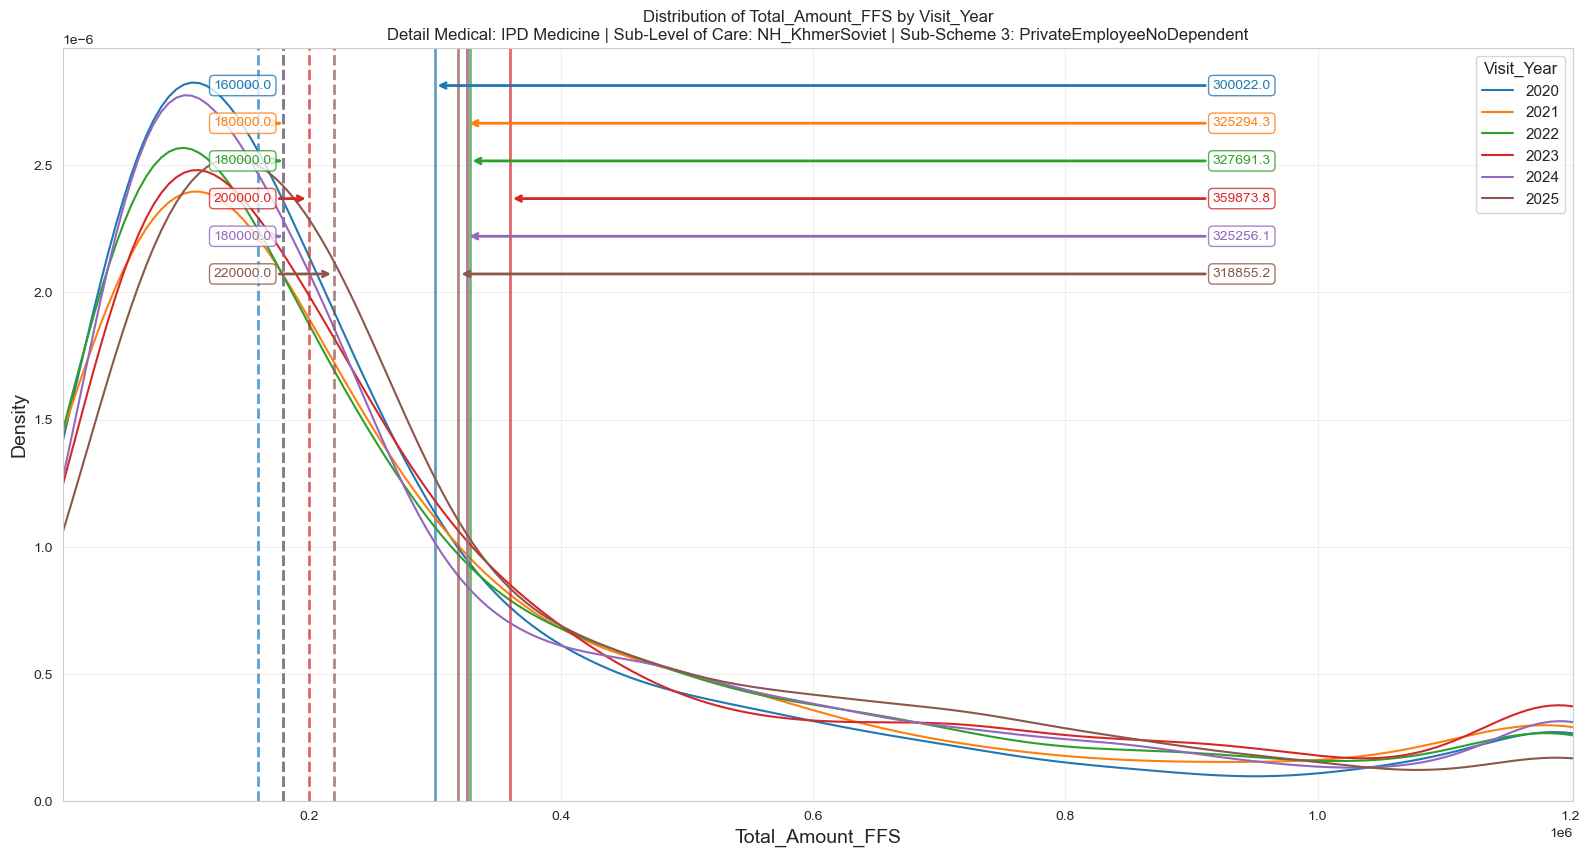 Distribution of Total_Amount_FFS by Visit_Year
Detail Medical: IPD Medicine | Sub-Level of Care: NH_KhmerSoviet | Sub-Scheme 3: PrivateEmployeeNoDependent
1e−6
Visit_Year
2020
2021
2022
2023
2024
2025
160000.0 300022.0
180000.0 325294.3
180000.0 327691.3
200000.0 359873.8
180000.0 325256.1
220000.0 318855.2
2.5
2.0
1.5
1.0
0.5
0.0
Density
0.2 0.4 0.6 0.8 1.0 1.2
1e6
Total_Amount_FFS